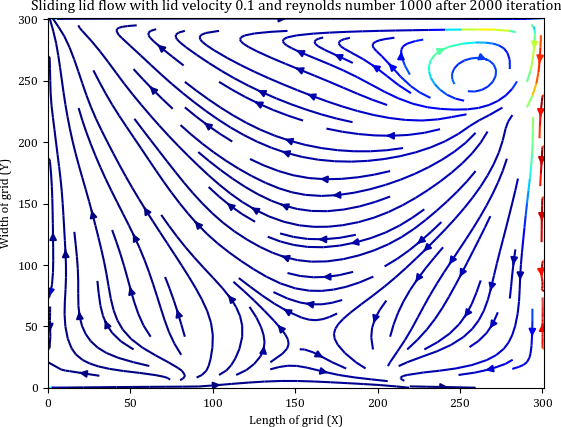 Sliding lid flow with lid velocity 0.1 and reynolds number 1000 after 2000 iteration
300
250
200
150
100
50
0
Width of grid (Y)
0 50 100 150 200 250 300
Length of grid (X)